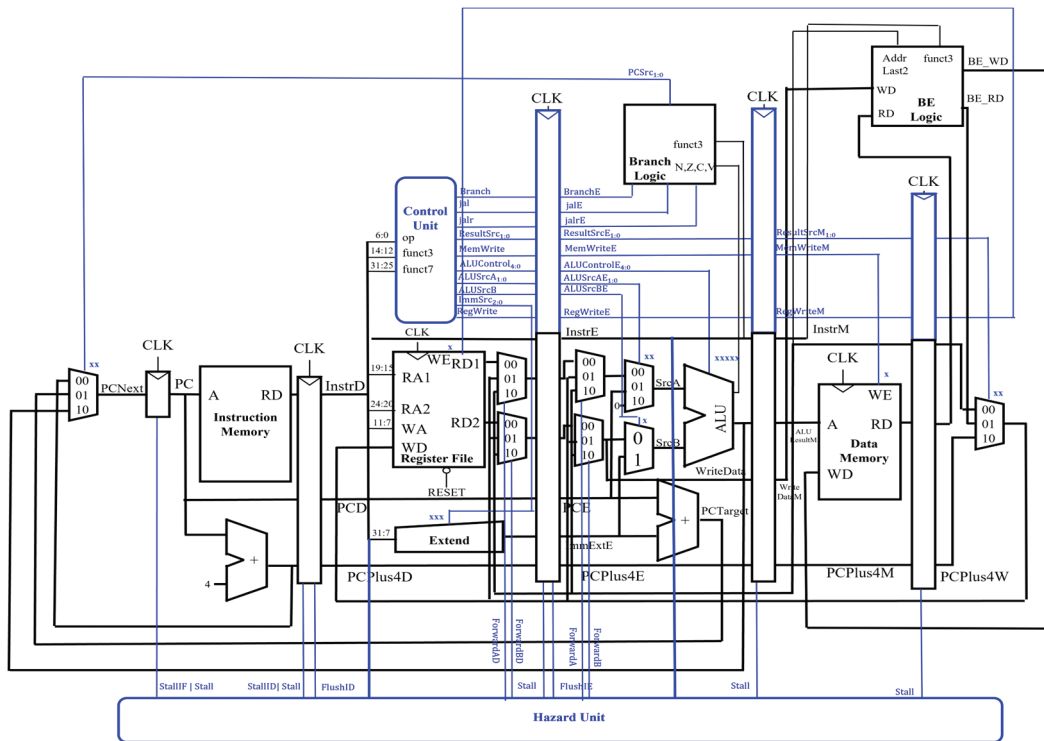 PCSrc1:0
CLK
CLK
Addr
Last2
funct3
BE_WD
WD
BE_RD
RD
BE
Logic
funct3
Branch
Logic
N,Z,C,V
CLK
Control
Unit
Branch
BranchE
jal
jalE
jalr
jalrE
6:0
op
ResultSrc1:0
ResultSrcE1:0
ResultSrcM1:0
14:12
funct3
MemWrite
MemWriteE
MemWriteM
31:25
funct7
ALUControl4:0
ALUControlE4:0
ALUSrcA1:0
ALUSrcAE1:0
ALUSrcB
ALUSrcBE
ImmSrc2:0
RegWrite
RegWriteE
RegWriteM
CLK
InstrE
InstrM
CLK
CLK
x
xx
xx
xxxxx
CLK
x
xx
PCNext
PC
A
RD
Instruction
Memory
InstrD
19:15
RA1
WE
RD1
24:20
RA2
RD2
11:7
WA
WD
Register File
RESET
00
01
10
00
01
10
00
01
10
00
01
10
00
01
10
00
01
10
0
x
0
1
SrcA
SrcB
ALU
WriteData
ALU
ResultM
Write
DataM
A
RD
WE
Data
Memory
WD
00
01
10
PCD
PCE
PCTarget
31:7
xxx
Extend
mmExtE
+
+
4
PCPlus4D
PCPlus4E
PCPlus4M
PCPlus4W
ForwardAD
ForwardBD
ForwardA
ForwardB
StallIF | Stall
StallID| Stall
FlushID
Stall
FlushIE
Stall
Stall
Hazard Unit